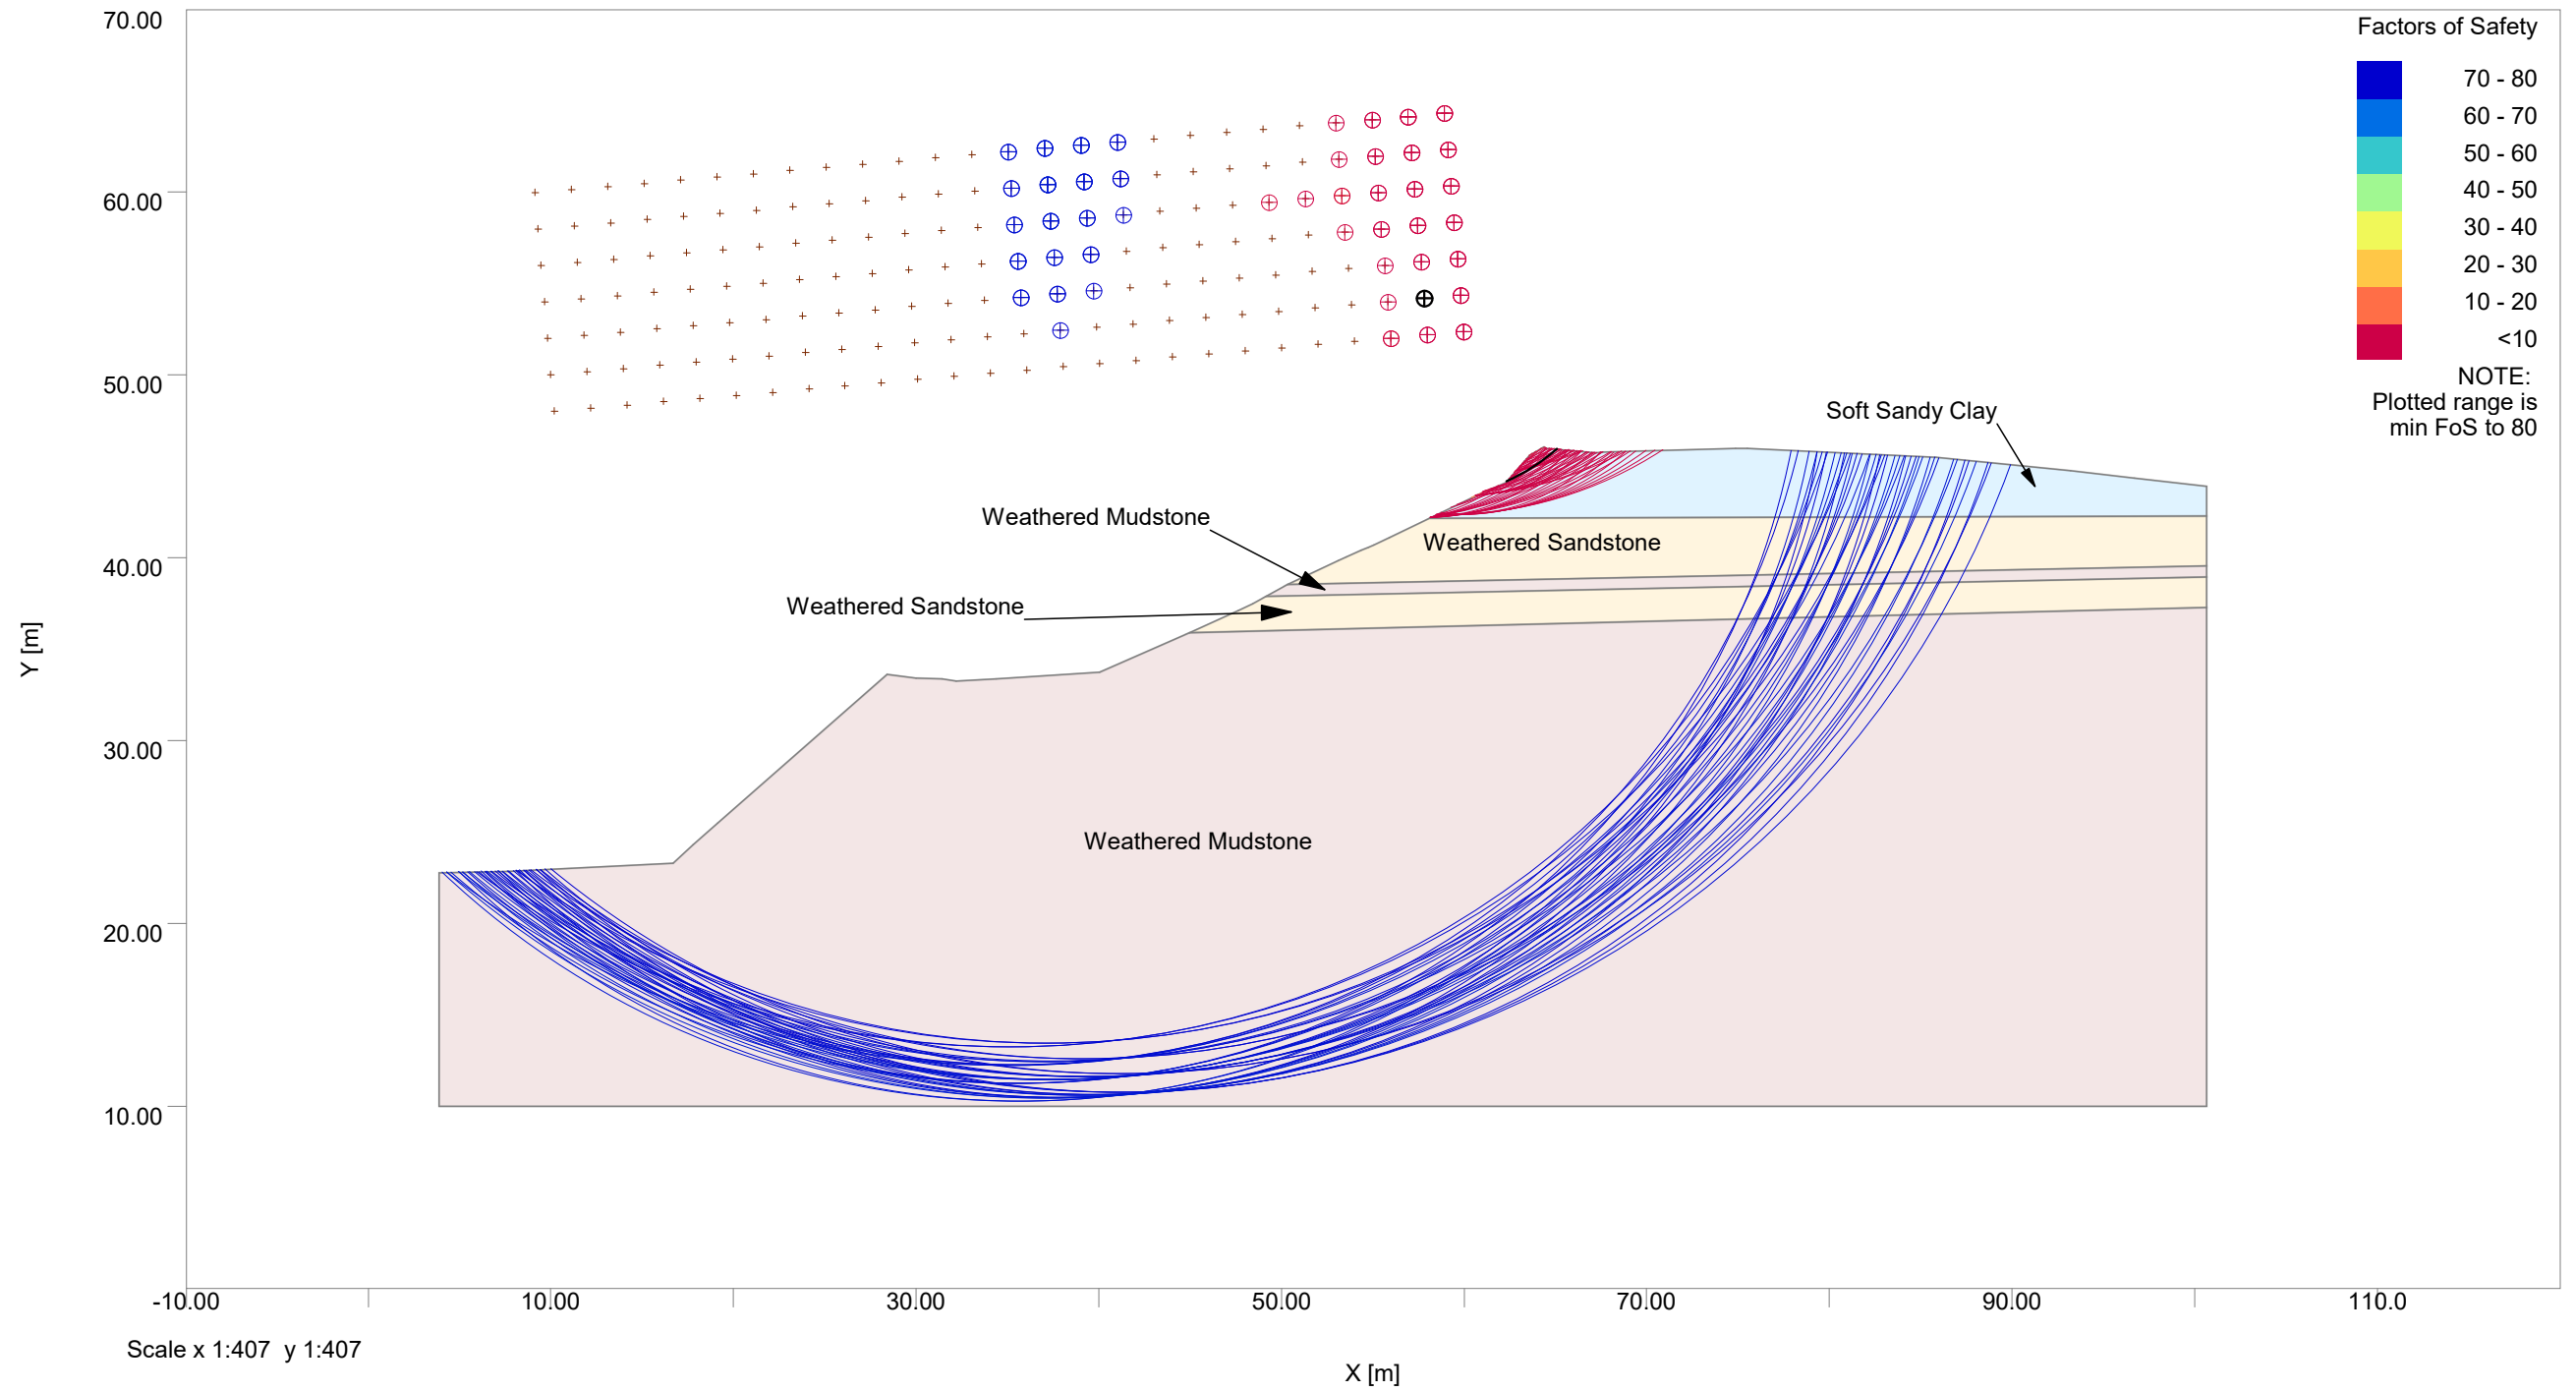 70.00
60.00
50.00
40.00
30.00
20.00
10.00
Y [m]
Factors of Safety
70 - 80
60 - 70
50 - 60
40 - 50
30 - 40
20 - 30
10 - 20
<10
NOTE:
Plotted range is
min FoS to 80
Soft Sandy Clay
Weathered Mudstone
Weathered Sandstone
Weathered Sandstone
Weathered Mudstone
-10.00 10.00 30.00 50.00 70.00 90.00 110.0
Scale x 1:407 y 1:407
X [m]